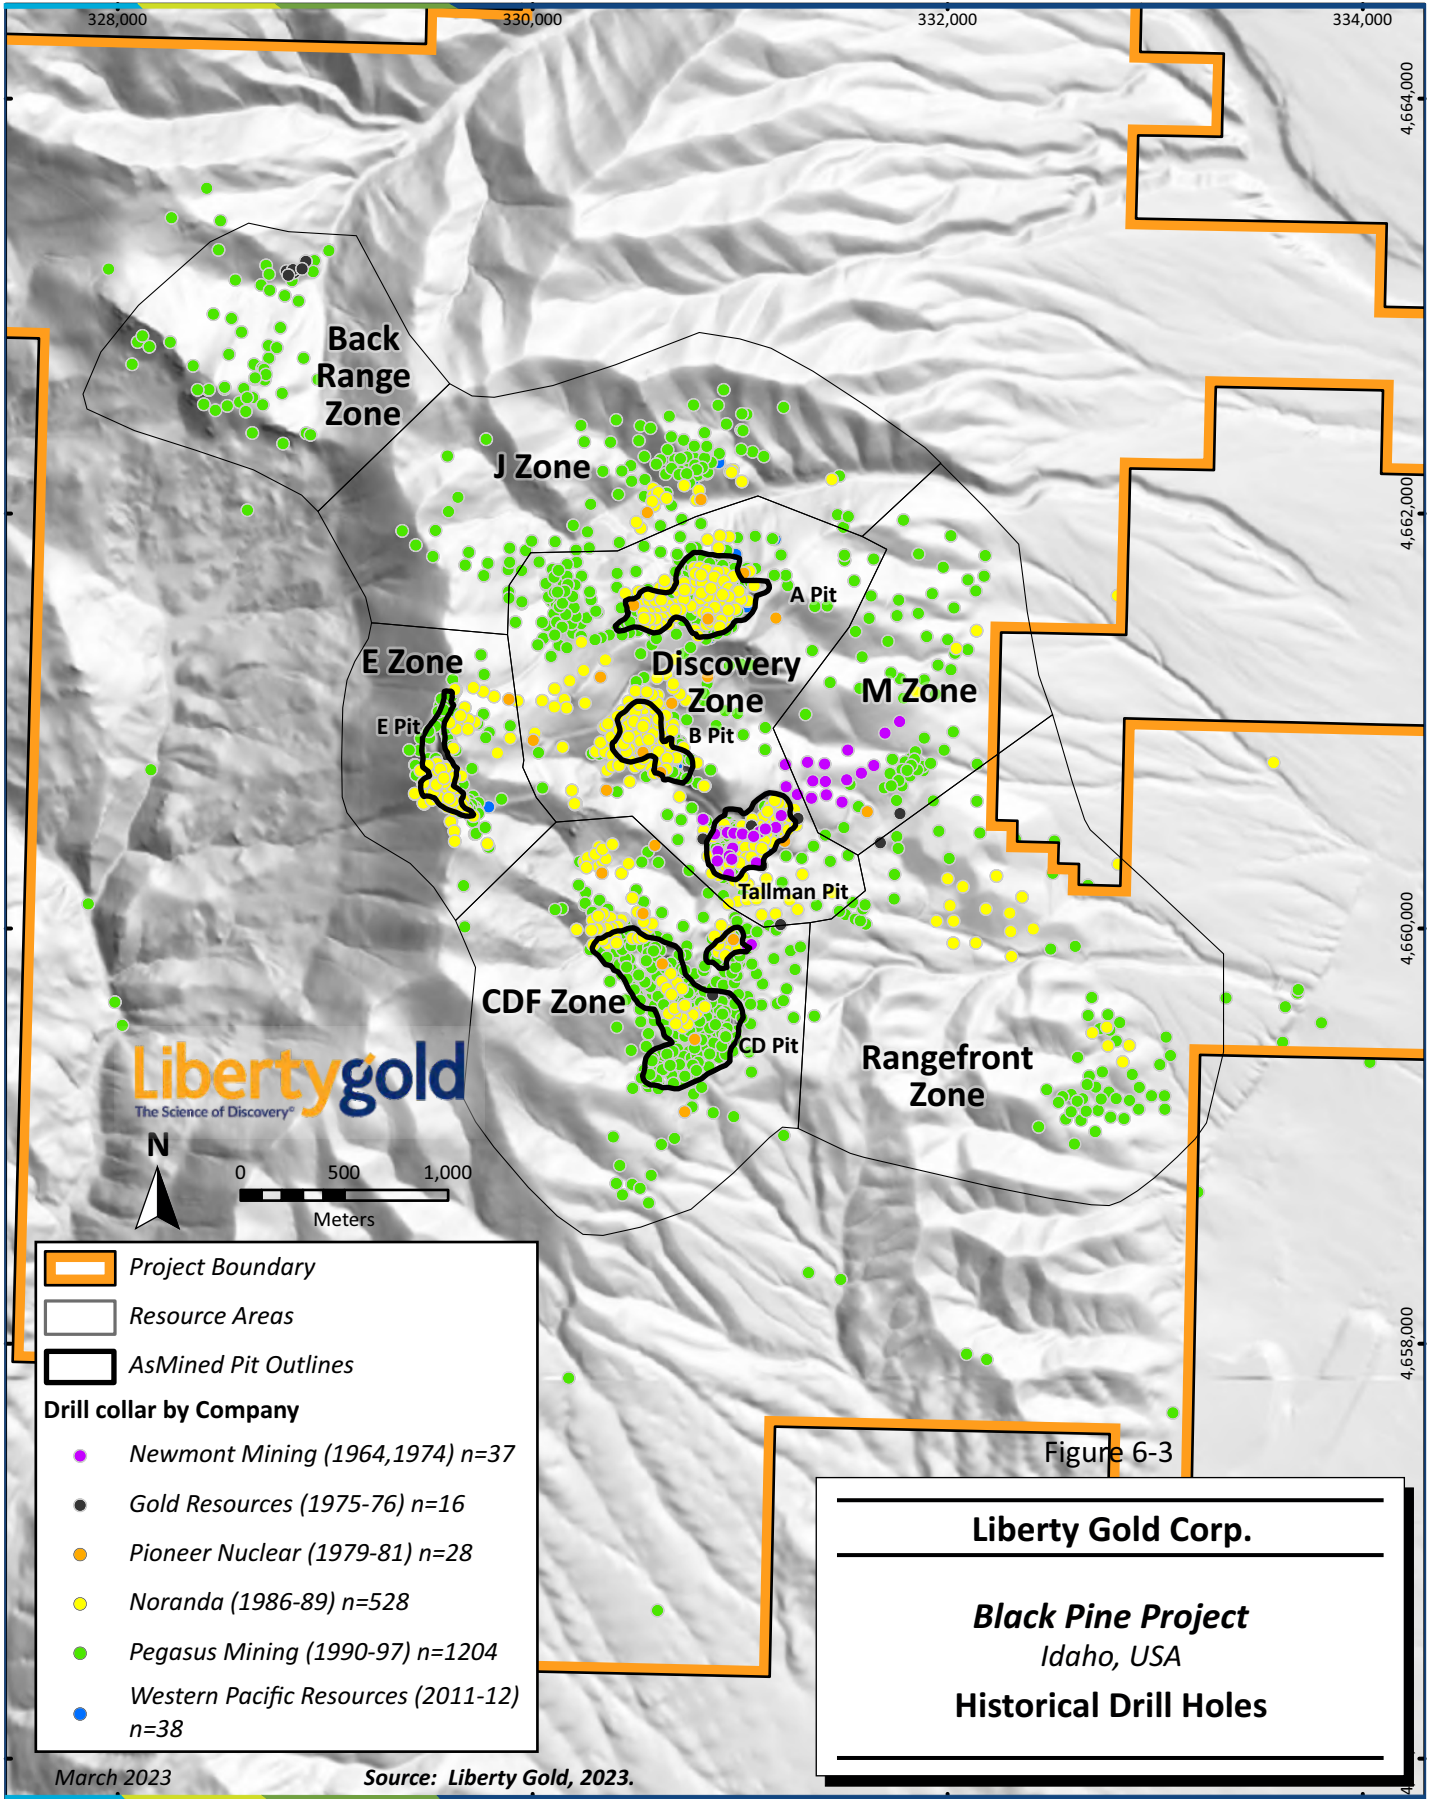 328,000
330,000
332,000
334,000
4,664,000
Back
Range
Zone
J Zone
4,662,000
A Pit
E Zone
Discovery
Zone
M Zone
E Pit
B Pit
Tallman Pit
4,660,000
CDF Zone
CD Pit
Rangefront
Zone
Libertygold
The Science of Discovery©
N
0
500
1,000
Meters
Project Boundary
Resource Areas
AsMined Pit Outlines
4,658,000
Drill collar by Company
Newmont Mining (1964,1974) n=37
Gold Resources (1975-76) n=16
Pioneer Nuclear (1979-81) n=28
Noranda (1986-89) n=528
Pegasus Mining (1990-97) n=1204
Western Pacific Resources (2011-12)
n=38
Figure 6-3
Liberty Gold Corp.
Black Pine Project
Idaho, USA
Historical Drill Holes
March 2023
Source: Liberty Gold, 2023.